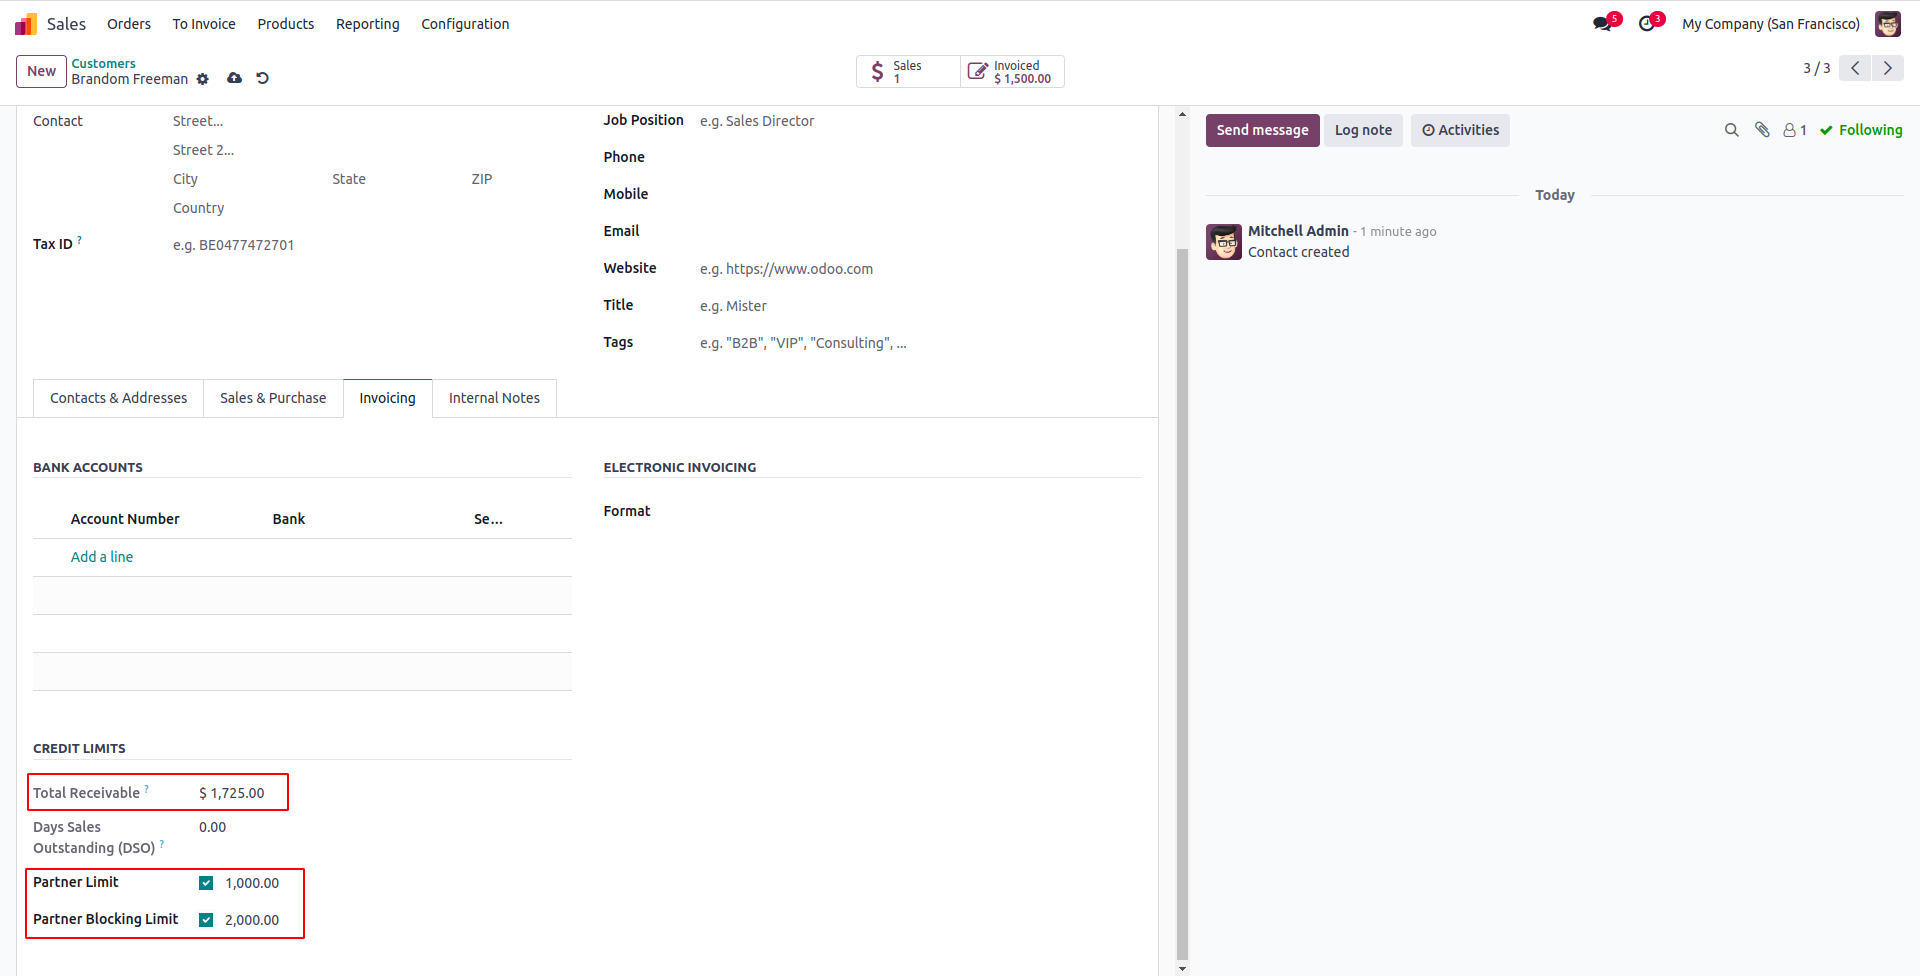 Sales Orders To Invoice Products Reporting Configuration 5 3 My Company (San Francisco)
New Customers
Brandom Freeman
Sales
1
Invoiced
$ 1,500.00
3 / 3
Contact Street...
Street 2...
City State ZIP
Country
Tax ID ? e.g. BE0477472701
Job Position e.g. Sales Director
Phone
Mobile
Email
Website e.g. https://www.odoo.com
Title e.g. Mister
Tags e.g. "B2B", "VIP", "Consulting", ...
Send message Log note Activities 1 Following
Today
Mitchell Admin - 1 minute ago
Contact created
Contacts & Addresses Sales & Purchase Invoicing Internal Notes
BANK ACCOUNTS
Account Number Bank Se...
Add a line
ELECTRONIC INVOICING
Format
CREDIT LIMITS
Total Receivable ? $ 1,725.00
Days Sales 0.00
Outstanding (DSO) ?
Partner Limit 1,000.00
Partner Blocking Limit 2,000.00